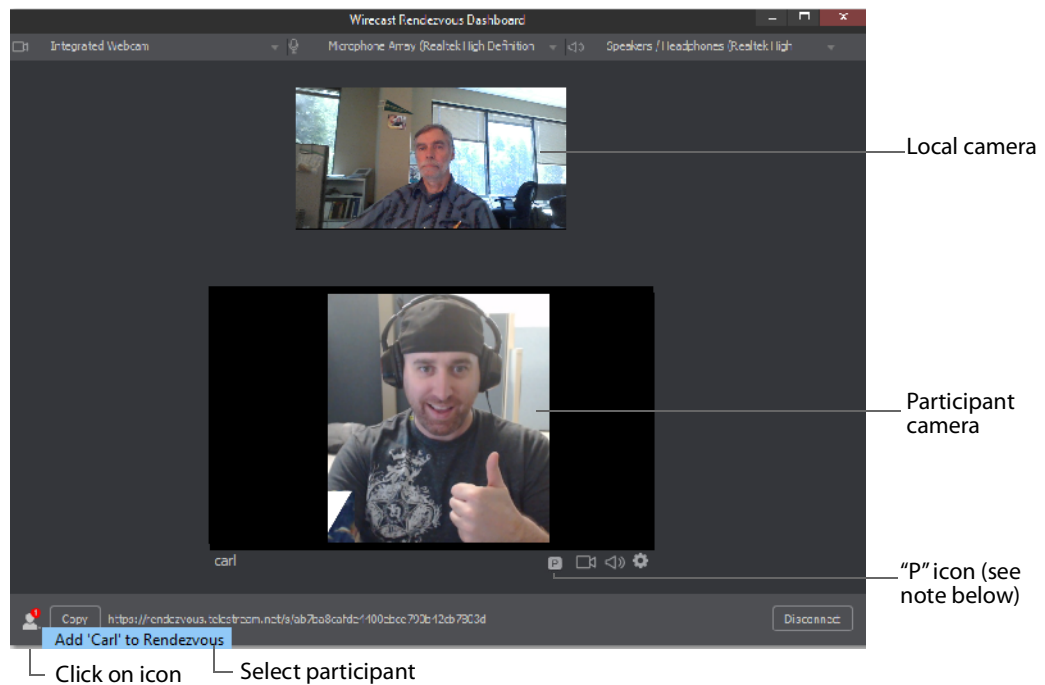 Wirecast Rendezvous Dashboard
Integrated Webcam
Microphone Array (Realtek High Definition
Speakers / Headphones (Realtek High
Local camera
Participant
camera
carl
P
"P" icon (see
note below)
1
Copy
Disconnect
Add 'Carl' to Rendezvous
Click on icon
Select participant